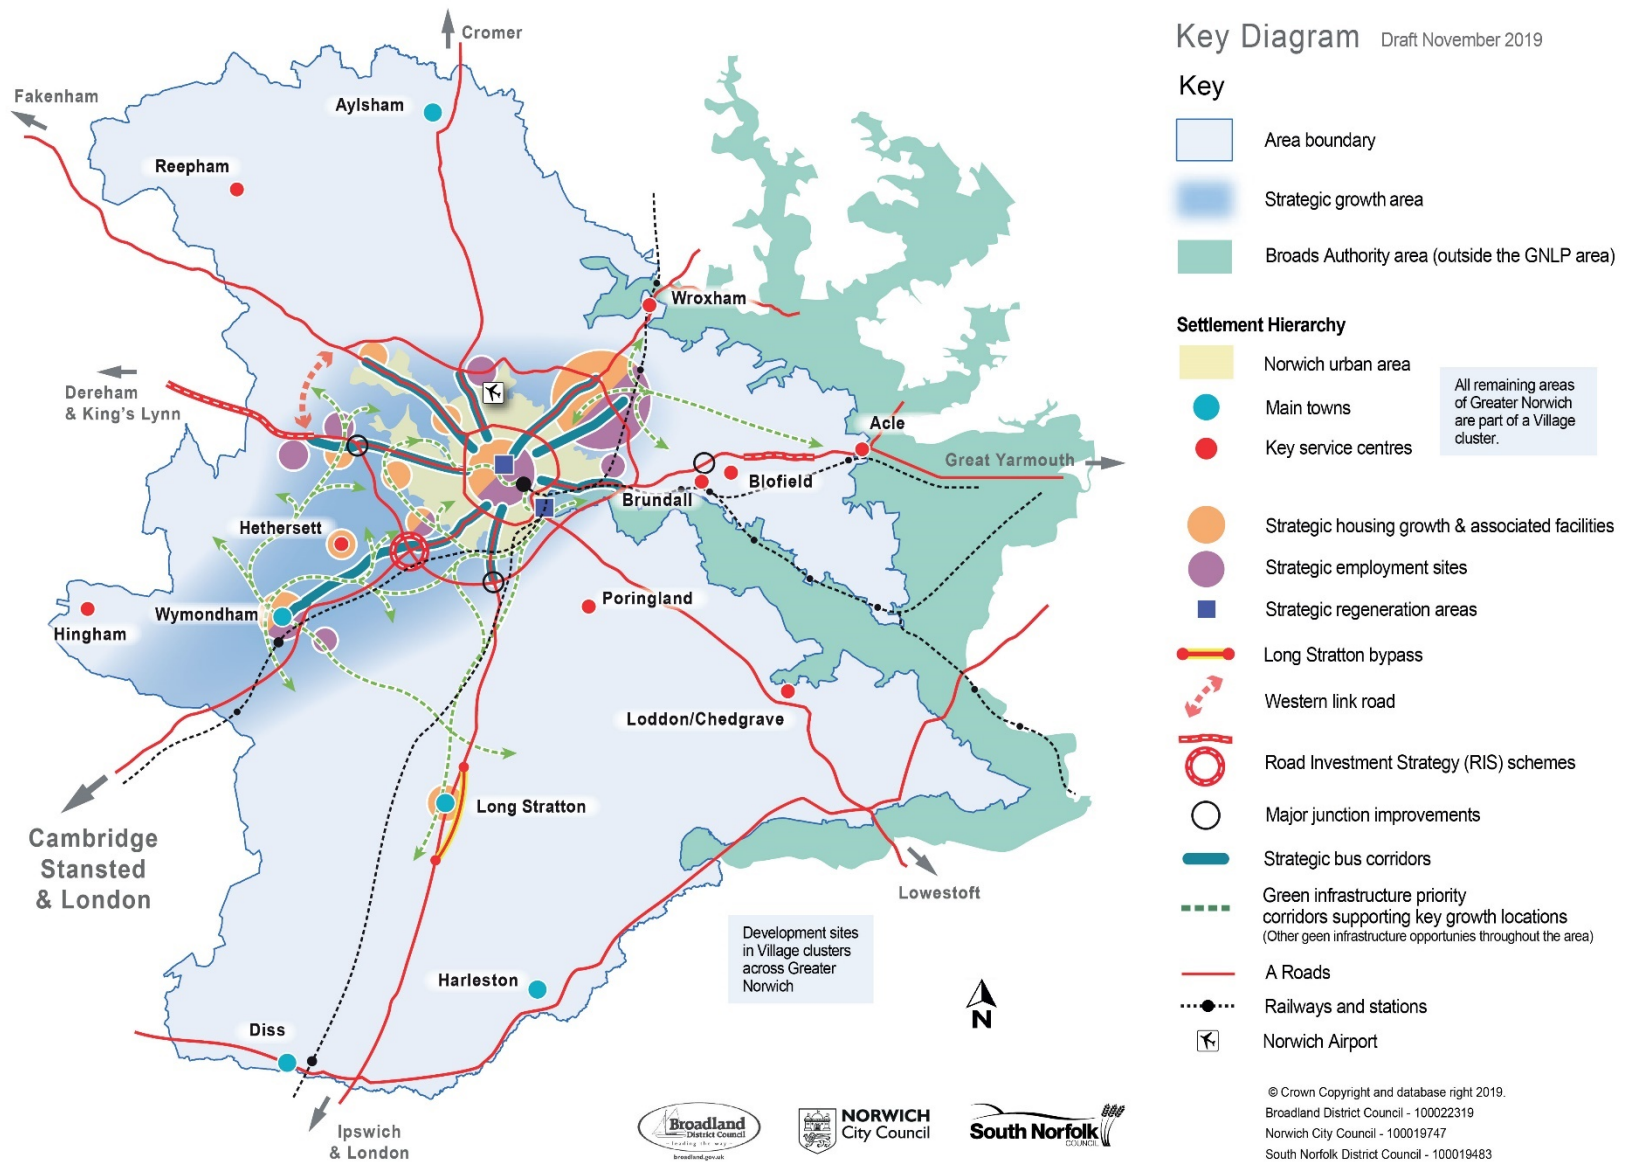 Key Diagram Draft November 2019
Key
Area boundary
Strategic growth area
Broads Authority area (outside the GNLP area)
Settlement Hierarchy
Norwich urban area
Main towns
Key service centres
All remaining areas
of Greater Norwich
are part of a Village
cluster.
Strategic housing growth & associated facilities
Strategic employment sites
Strategic regeneration areas
Long Stratton bypass
Western link road
Road Investment Strategy (RIS) schemes
Major junction improvements
Strategic bus corridors
Green infrastructure priority
corridors supporting key growth locations
(Other geen infrastructure opportunies throughout the area)
A Roads
Railways and stations
Norwich Airport
© Crown Copyright and database right 2019.
Broadland District Council - 100022319
Norwich City Council - 100019747
South Norfolk District Council - 100019483
Cromer
Fakenham
Aylsham
Reepham
Wroxham
Dereham
& King's Lynn
Acle
Great Yarmouth
Blofield
Brundall
Hethersett
Poringland
Wymondham
Hingham
Loddon/Chedgrave
Long Stratton
Cambridge
Stansted
& London
Lowestoft
Development sites
in Village clusters
across Greater
Norwich
Harleston
N
Diss
Ipswich
& London
Broadland
District Council
leading the way
broadland.gov.uk
NORWICH
City Council
South Norfolk
COUNCIL